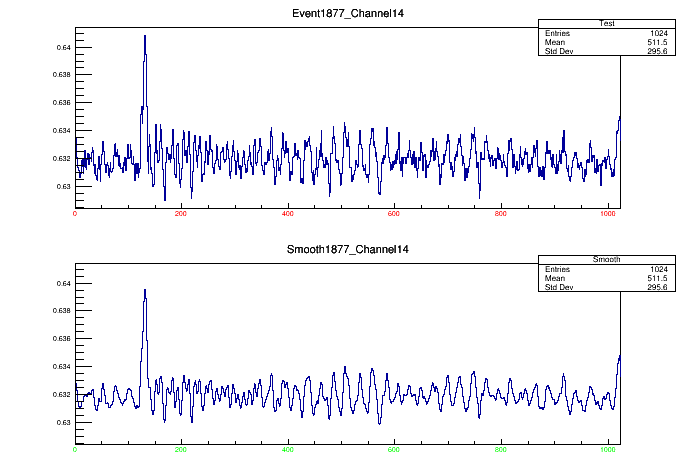 Event1877_Channel14
Test
Entries 1024
Mean 511.5
Std Dev 295.6
0.64
0.638
0.636
0.634
0.632
0.63
0 200 400 600 800 1000
Smooth1877_Channel14
Smooth
Entries 1024
Mean 511.5
Std Dev 295.6
0.64
0.638
0.636
0.634
0.632
0.63
0 200 400 600 800 1000